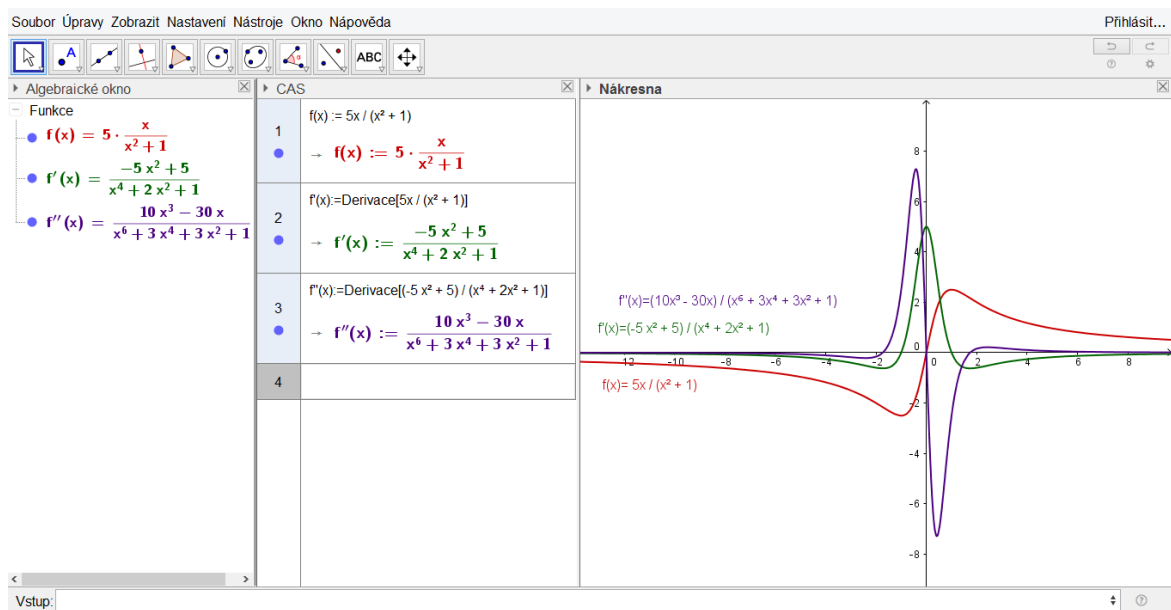 Soubor Úpravy Zobrazit Nastavení Nástroje Okno Nápověda Přihlásit...
A ABC
Algebraické okno
Funkce
f(x) = 5 · x / (x² + 1)
f′(x) = (−5 x² + 5) / (x⁴ + 2 x² + 1)
f′′(x) = (10 x³ − 30 x) / (x⁶ + 3 x⁴ + 3 x² + 1)
CAS
1
f(x) := 5x / (x² + 1)
→ f(x) := 5 · x / (x² + 1)
2
f'(x):=Derivace[5x / (x² + 1)]
→ f′(x) := (−5 x² + 5) / (x⁴ + 2 x² + 1)
3
f''(x):=Derivace[(-5 x² + 5) / (x⁴ + 2x² + 1)]
→ f′′(x) := (10 x³ − 30 x) / (x⁶ + 3 x⁴ + 3 x² + 1)
4
Nákresna
8
6
4
f''(x)=(10x³ - 30x) / (x⁶ + 3x⁴ + 3x² + 1)
2
f'(x)=(-5 x² + 5) / (x⁴ + 2x² + 1)
0
-12 -10 -8 -6 -4 -2 0 2 4 6 8
f(x)= 5x / (x² + 1)
-2
-4
-6
-8
Vstup: